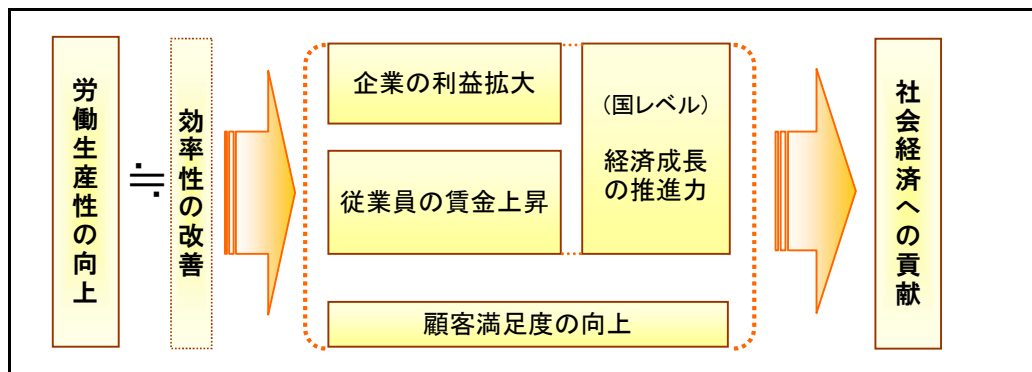 労働生産性の向上
≒
効率性の改善
企業の利益拡大
従業員の賃金上昇
(国レベル)
経済成長
の推進力
顧客満足度の向上
社会経済への貢献